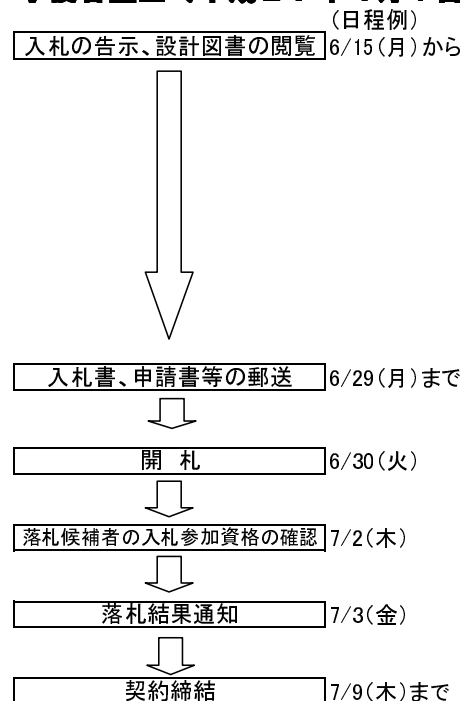 (日程例)
入札の告示、設計図書の閲覧 6/15(月)から
入札書、申請書等の郵送 6/29(月)まで
開 札 6/30(火)
落札候補者の入札参加資格の確認 7/2(木)
落札結果通知 7/3(金)
契約締結 7/9(木)まで